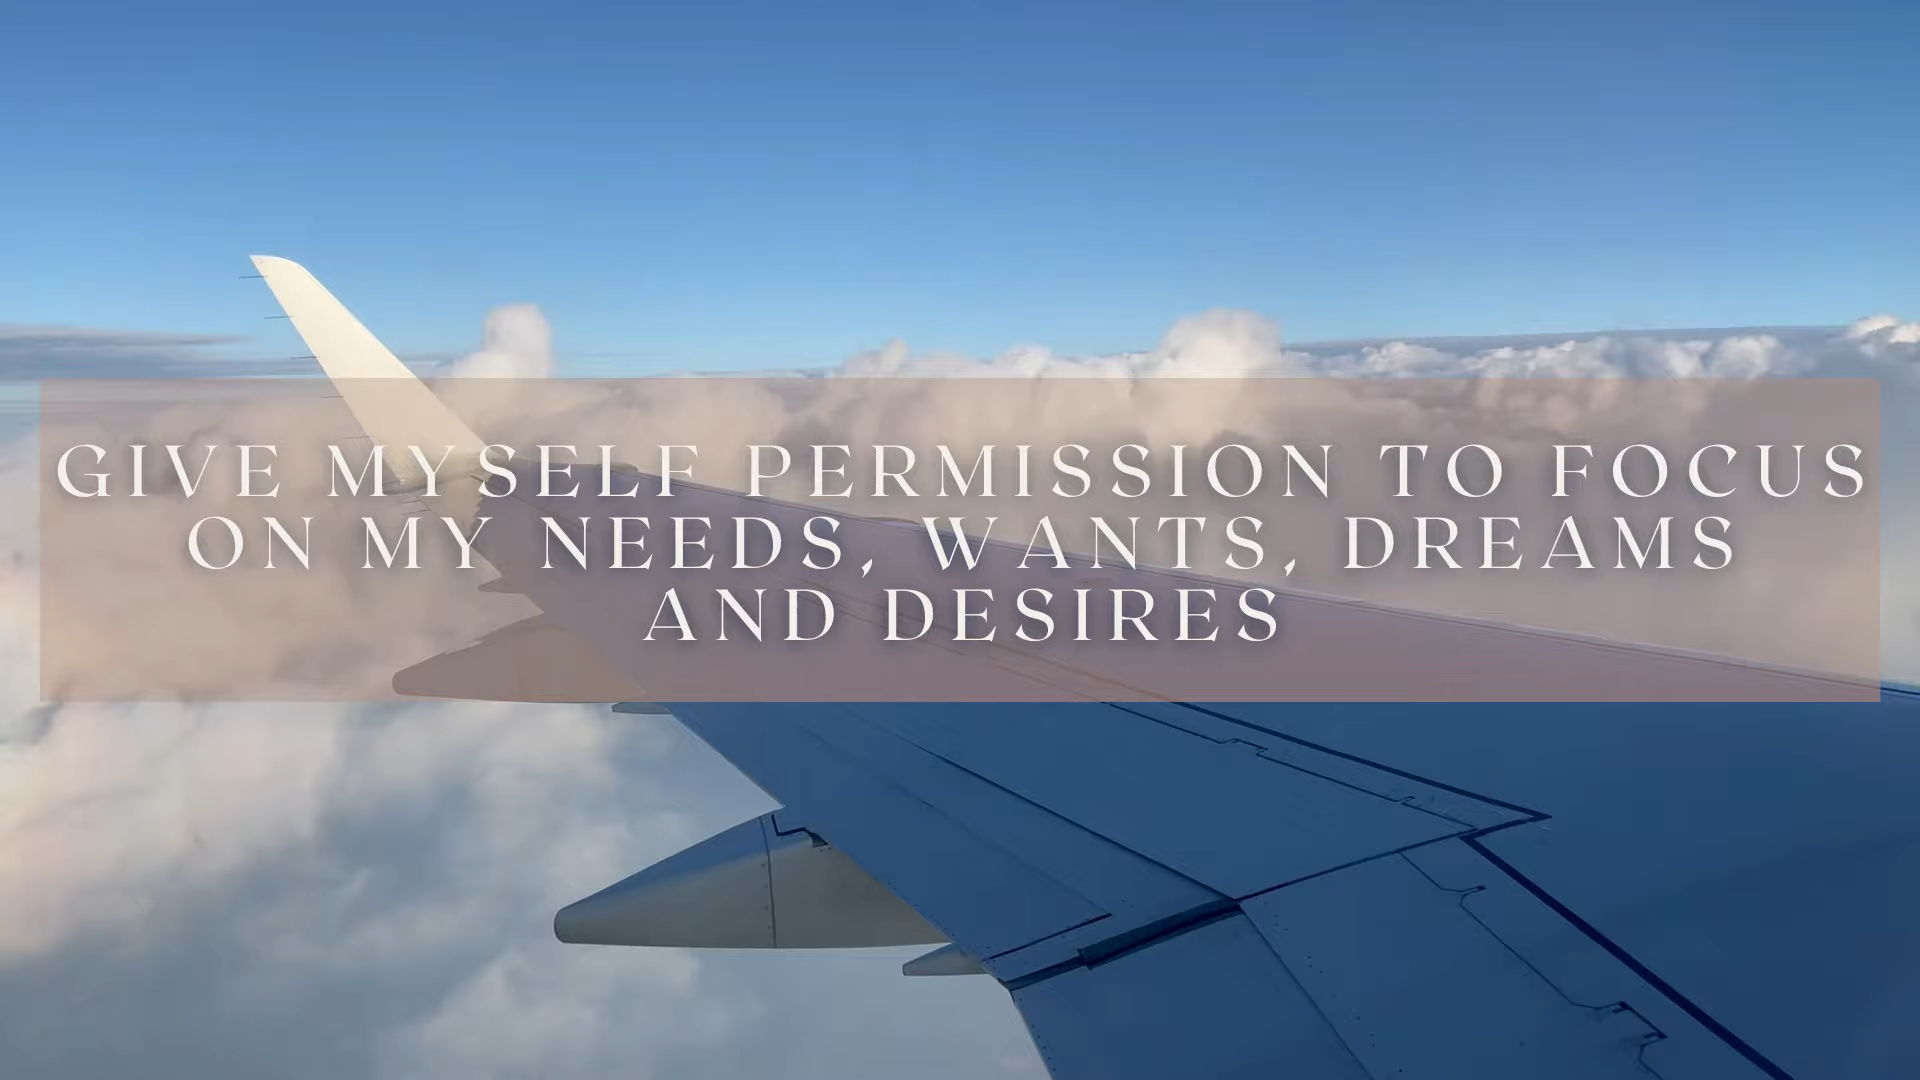 GIVE MYSELF PERMISSION TO FOCUS
ON MY NEEDS, WANTS, DREAMS
AND DESIRES